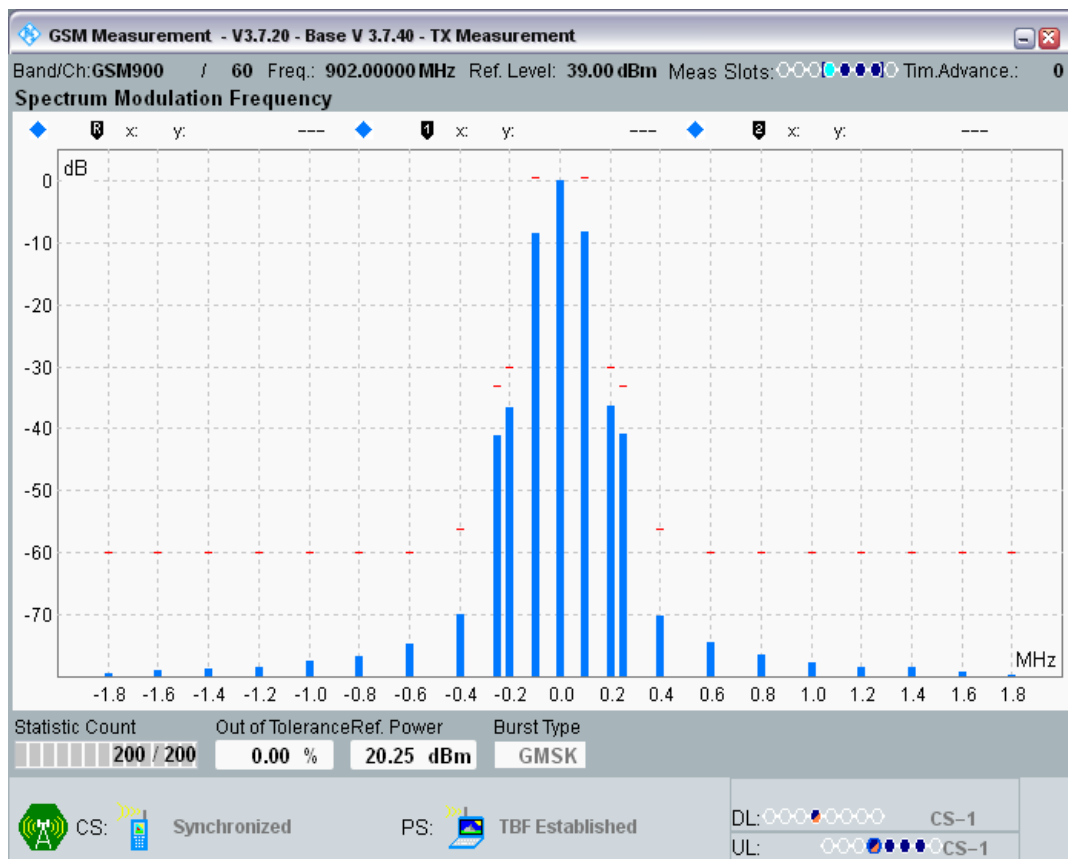 GSM Measurement - V3.7.20 - Base V 3.7.40 - TX Measurement
Band/Ch:GSM900 / 60 Freq.: 902.00000 MHz Ref. Level: 39.00 dBm Meas Slots: Tim.Advance.: 0
Spectrum Modulation Frequency
R x: y: --- 1 x: y: --- 2 x: y: ---
dB
0
-10
-20
-30
-40
-50
-60
-70
MHz
-1.8 -1.6 -1.4 -1.2 -1.0 -0.8 -0.6 -0.4 -0.2 0.0 0.2 0.4 0.6 0.8 1.0 1.2 1.4 1.6 1.8
Statistic Count Out of Tolerance Ref. Power Burst Type
200 / 200 0.00 % 20.25 dBm GMSK
CS: Synchronized PS: TBF Established
DL: CS-1
UL: CS-1